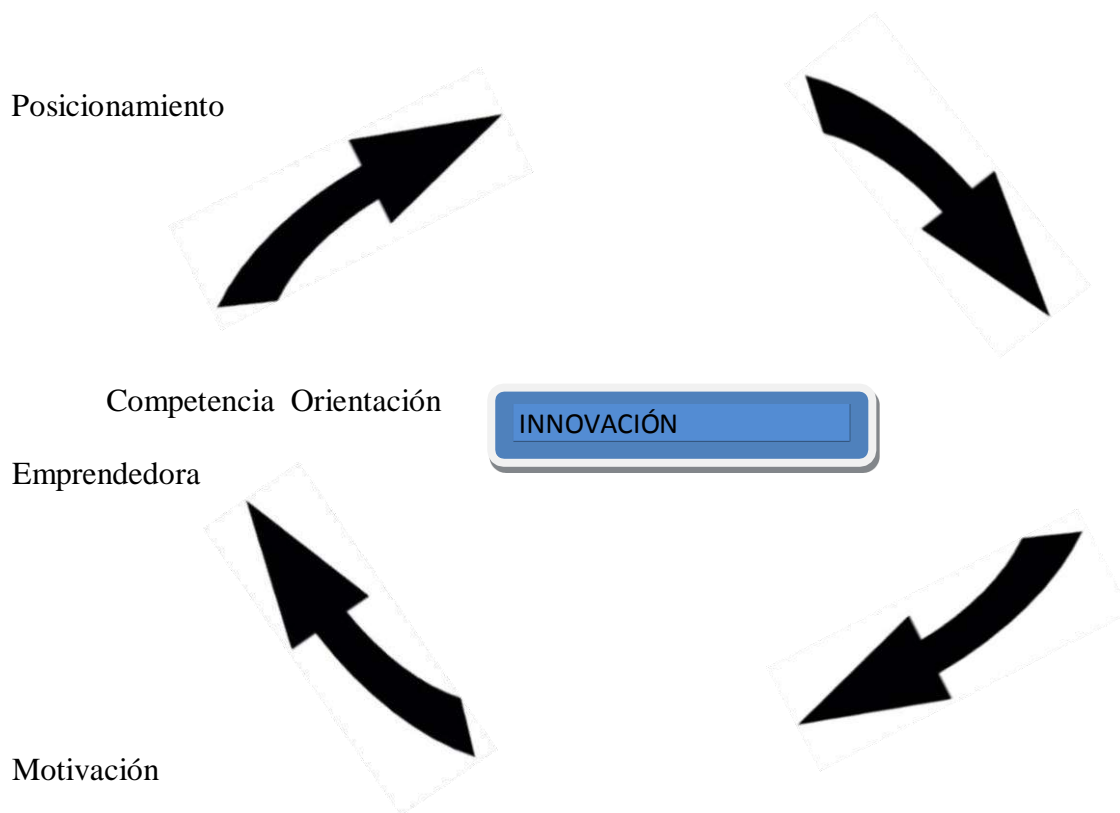 Posicionamiento
Competencia Orientación
INNOVACIÓN
Emprendedora
Motivación